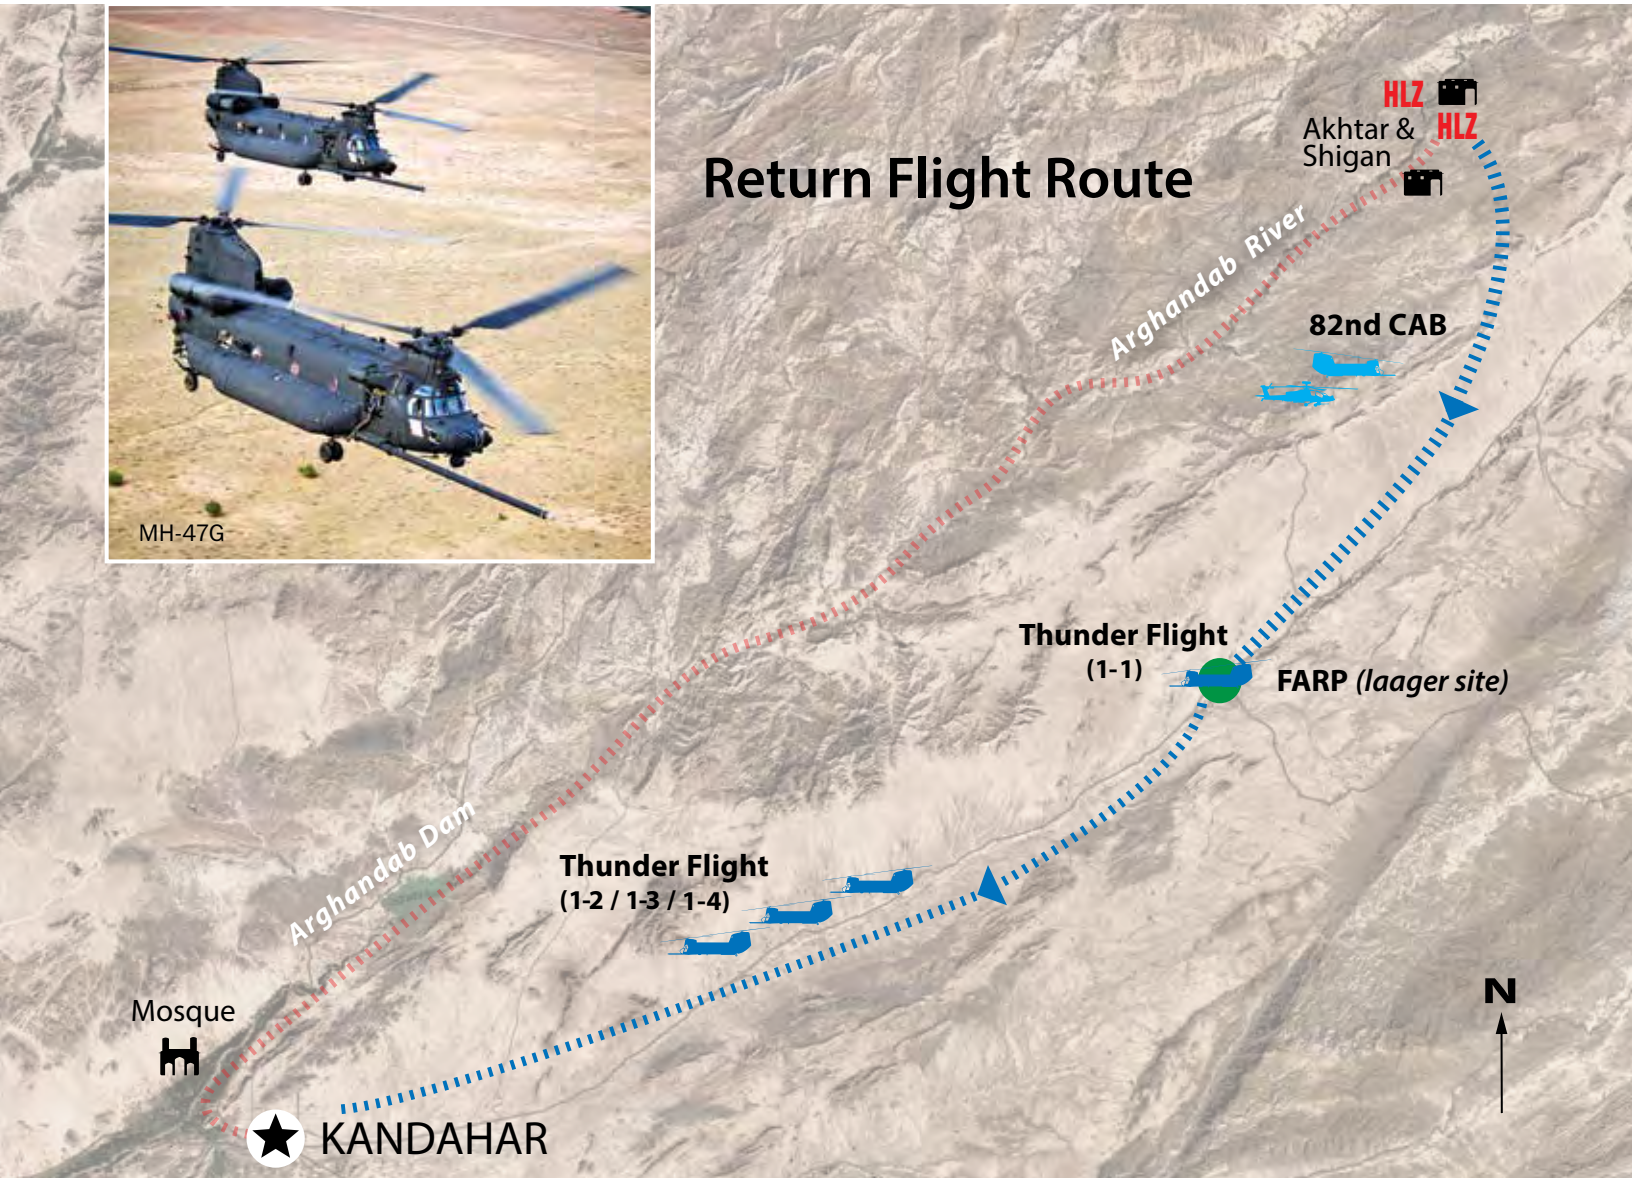 MH-47G
Return Flight Route
HLZ
Akhtar & HLZ
Shigan
Arghandab River
82nd CAB
Thunder Flight
(1-1)
FARP (laager site)
Arghandab Dam
Thunder Flight
(1-2 / 1-3 / 1-4)
Mosque
N
KANDAHAR